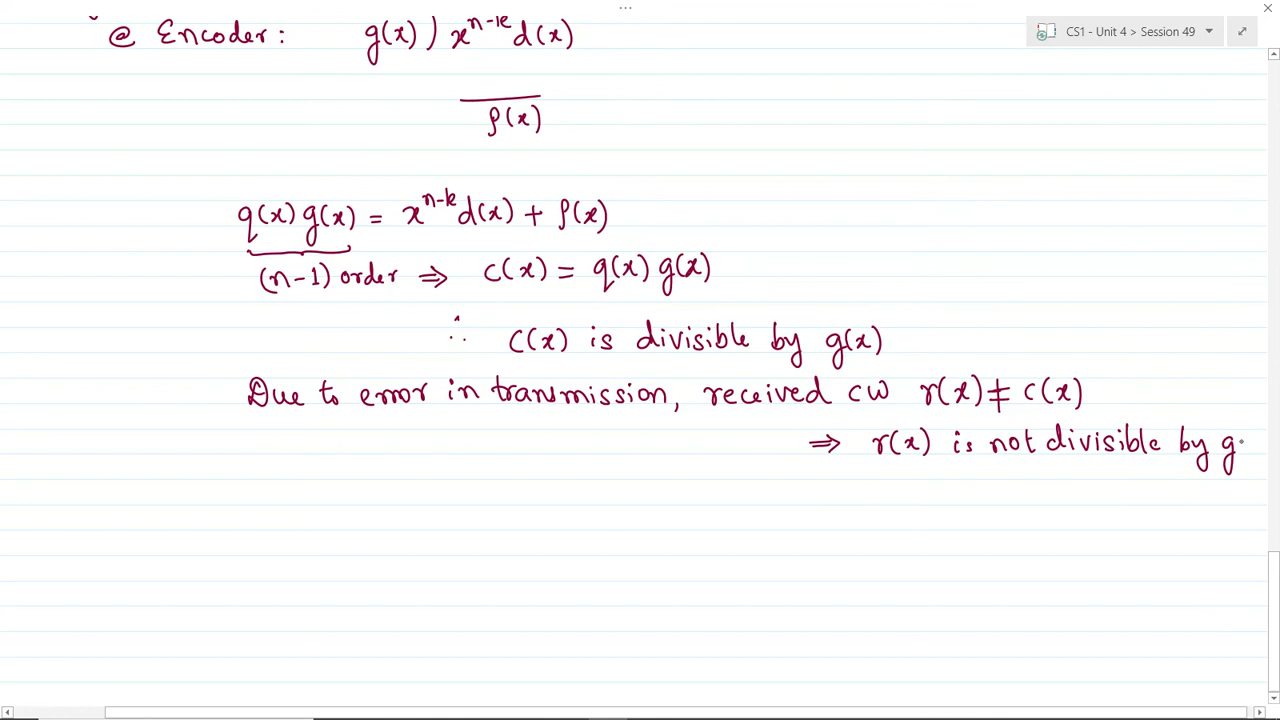 CS1 - Unit 4 > Session 49
@ Encoder: g(x) ) x^{n-k}d(x)
ρ(x)
q(x) g(x) = x^{n-k}d(x) + ρ(x)
(n-1) order ⇒ c(x) = q(x) g(x)
∴ C(x) is divisible by g(x)
Due to error in transmission, received cw r(x) ≠ c(x)
⇒ r(x) is not divisible by g